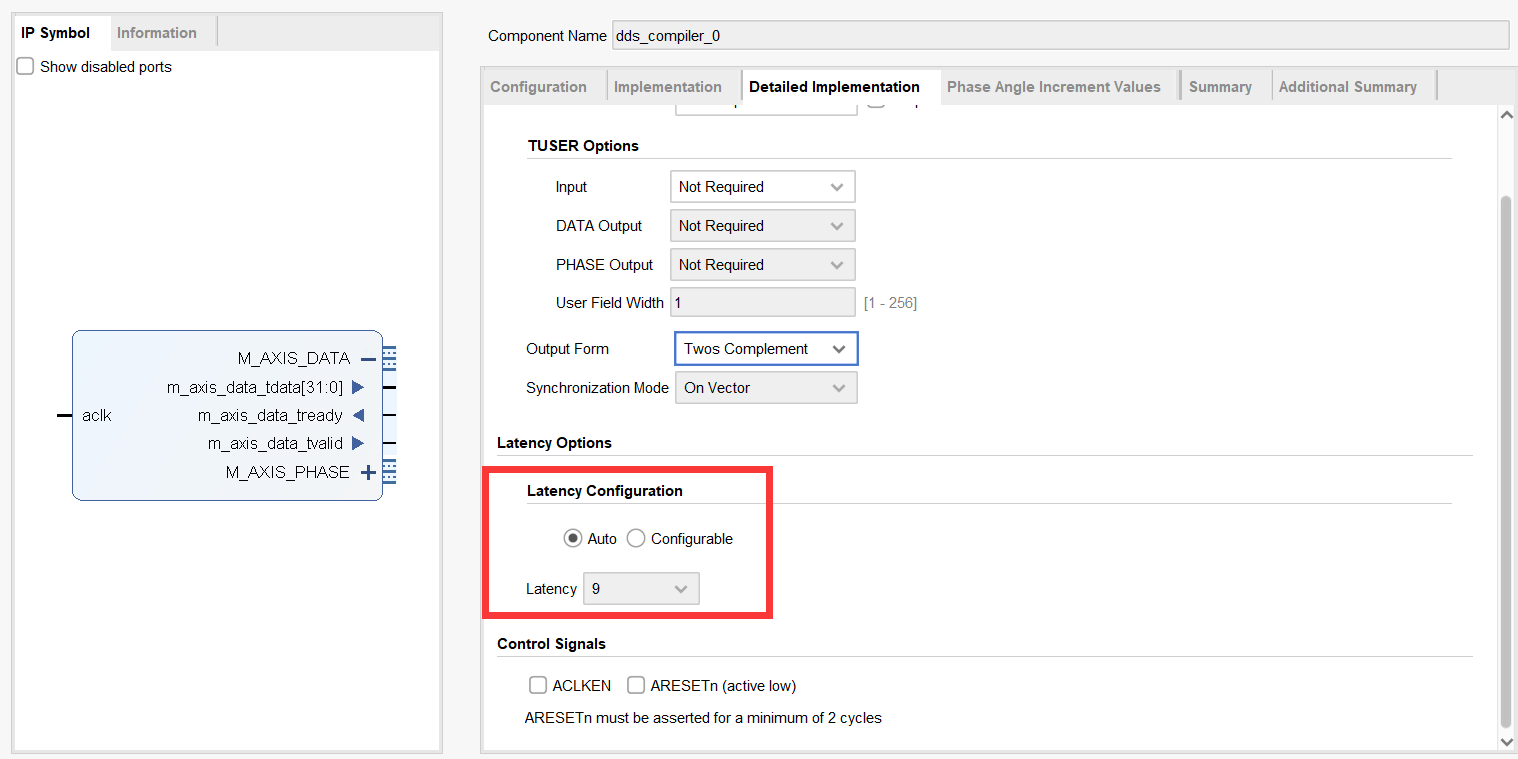 IP Symbol Information
Show disabled ports
M_AXIS_DATA
m_axis_data_tdata[31:0]
aclk m_axis_data_tready
m_axis_data_tvalid
M_AXIS_PHASE
Component Name dds_compiler_0
Configuration Implementation Detailed Implementation Phase Angle Increment Values Summary Additional Summary
TUSER Options
Input Not Required
DATA Output Not Required
PHASE Output Not Required
User Field Width 1 [1 - 256]
Output Form Twos Complement
Synchronization Mode On Vector
Latency Options
Latency Configuration
Auto Configurable
Latency 9
Control Signals
ACLKEN ARESETn (active low)
ARESETn must be asserted for a minimum of 2 cycles